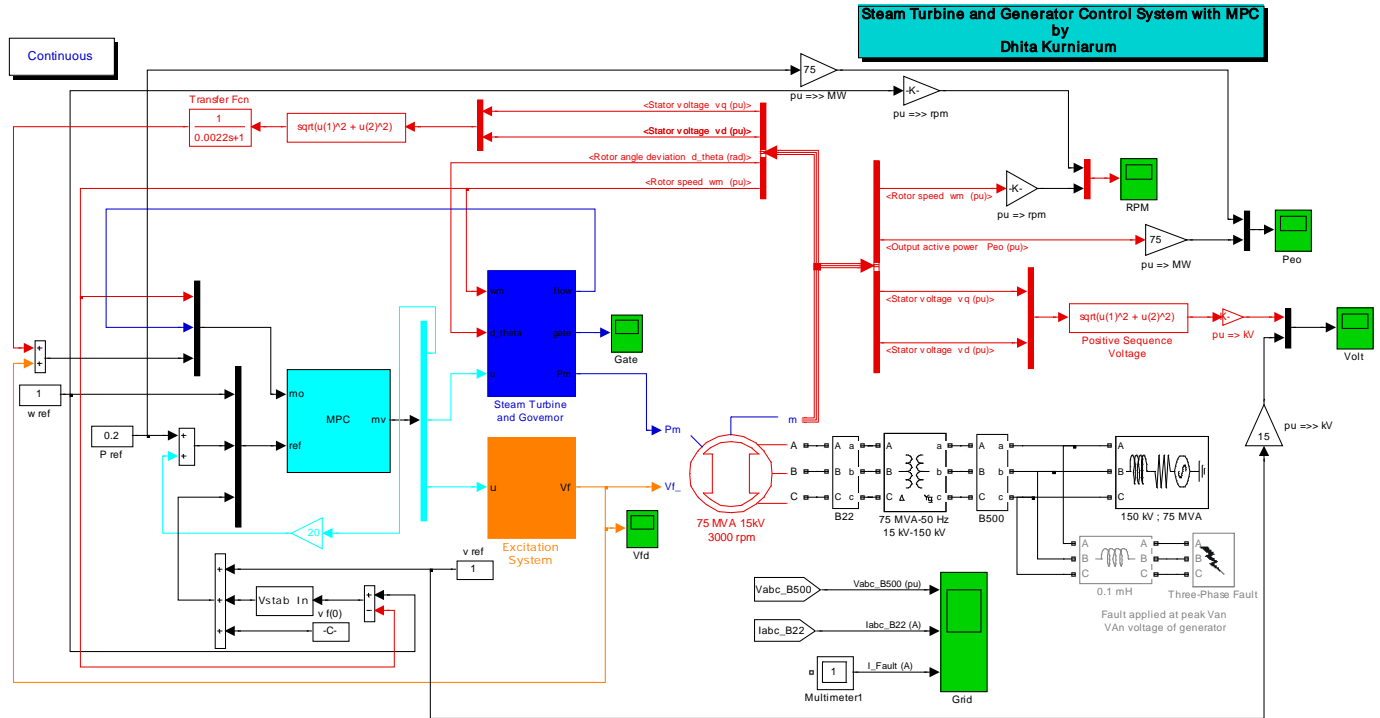 Steam Turbine and Generator Control System with MPC
by
Dhita Kurniarum
Continuous
75
pu =>> MW
-K-
pu =>> rpm
Transfer Fcn
1
0.0022s+1
sqrt(u(1)^2 + u(2)^2)
<Stator voltage vq (pu)>
<Stator voltage vd (pu)>
<Rotor angle deviation d_theta (rad)>
<Rotor speed wm (pu)>
<Rotor speed wm (pu)>
-K-
pu => rpm
RPM
<Output active power Peo (pu)>
75
pu => MW
Peo
<Stator voltage vq (pu)>
<Stator voltage vd (pu)>
sqrt(u(1)^2 + u(2)^2)
Positive Sequence
Voltage
pu => kV
Volt
wm
d_theta
u
flow
gate
Pm
Steam Turbine
and Governor
Gate
1
w ref
0.2
P ref
mo
ref
MPC
mv
20
u
Vf
Excitation
System
Vfd
Pm
Vf_
m
A
B
C
75 MVA 15kV
3000 rpm
A
B
C
a
b
c
B22
A
B
C
a
b
c
Δ
Yg
75 MVA-50 Hz
15 kV-150 kV
A
B
C
a
b
c
B500
A
B
C
150 kV ; 75 MVA
15
pu =>> kV
A
B
C
0.1 mH
A
B
C
Three-Phase Fault
Fault applied at peak Van
VAn voltage of generator
v ref
1
Vstab In
v f(0)
-C-
Vabc_B500
Vabc_B500 (pu)
Iabc_B22
Iabc_B22 (A)
1
Multimeter1
I_Fault (A)
Grid